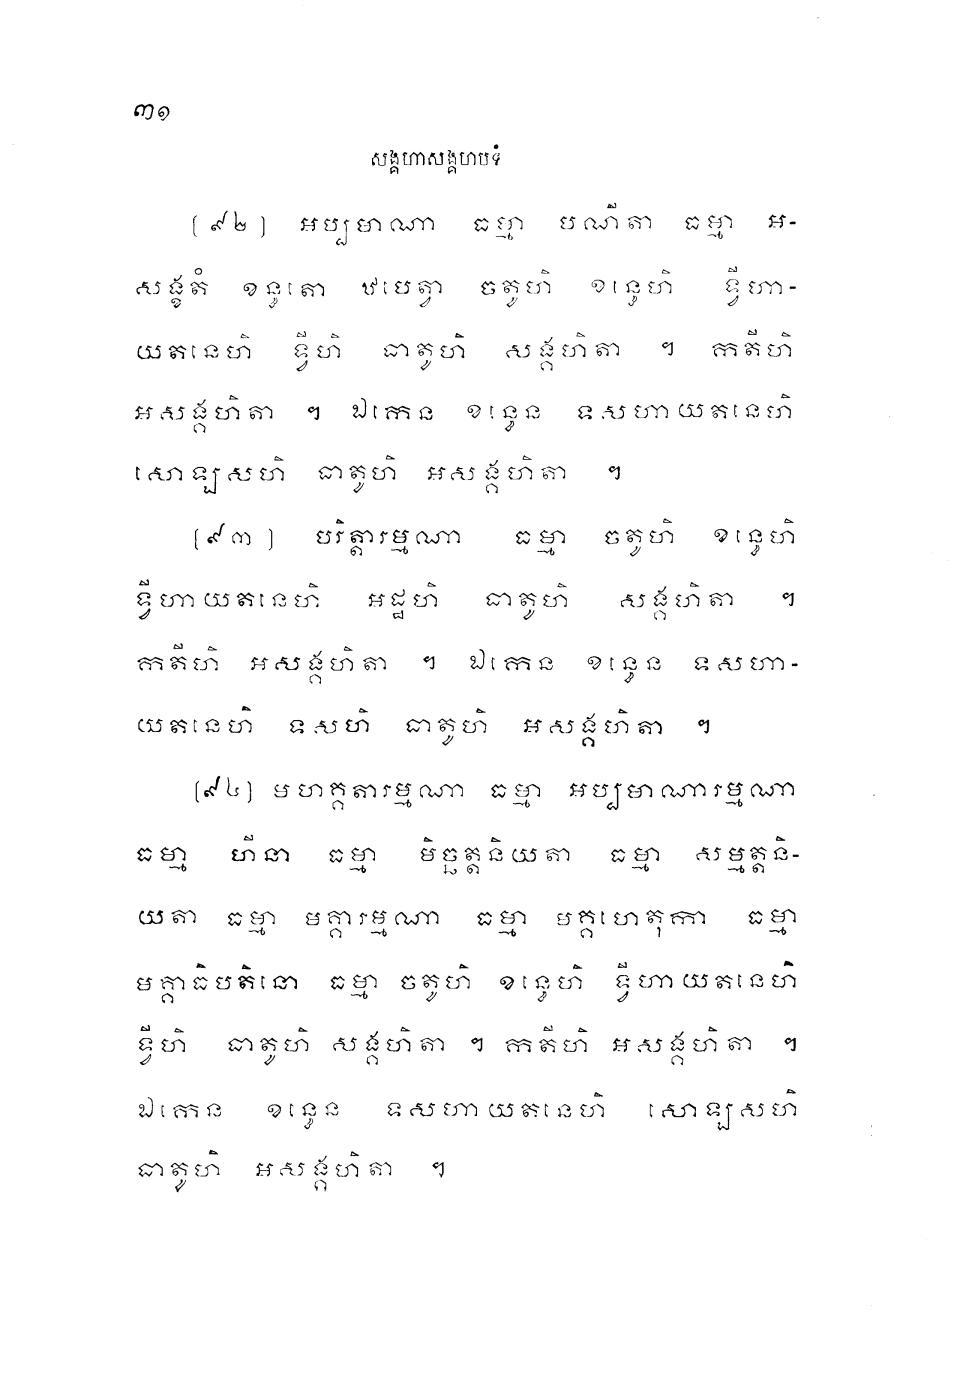 ៣១
សង្គហាសង្គហបទំ
(៩២) អប្បមាណា ធម្មា បណីតា ធម្មា អ-
សង្ខតំ ខន្ធតោ ឋបេត្វា ចតូហិ ខន្ធេហិ ទ្វីហា-
យតនេហិ ទ្វីហិ ធាតូហិ សង្គហិតា ។ កតីហិ
អសង្គហិតា ។ ឯកេន ខន្ធេន ទសហាយតនេហិ
សោឡសហិ ធាតូហិ អសង្គហិតា ។
(៩៣) បរិត្តារម្មណា ធម្មា ចតូហិ ខន្ធេហិ
ទ្វីហាយតនេហិ អដ្ឋហិ ធាតូហិ សង្គហិតា ។
កតីហិ អសង្គហិតា ។ ឯកេន ខន្ធេន ទសហា-
យតនេហិ ទសហិ ធាតូហិ អសង្គហិតា ។
(៩៤) មហគ្គតារម្មណា ធម្មា អប្បមាណារម្មណា
ធម្មា ហីនា ធម្មា មិច្ឆត្តនិយតា ធម្មា សម្មត្តនិ-
យតា ធម្មា មគ្គារម្មណា ធម្មា មគ្គហេតុកា ធម្មា
មគ្គាធិបតិនោ ធម្មា ចតូហិ ខន្ធេហិ ទ្វីហាយតនេហិ
ទ្វីហិ ធាតូហិ សង្គហិតា ។ កតីហិ អសង្គហិតា ។
ឯកេន ខន្ធេន ទសហាយតនេហិ សោឡសហិ
ធាតូហិ អសង្គហិតា ។